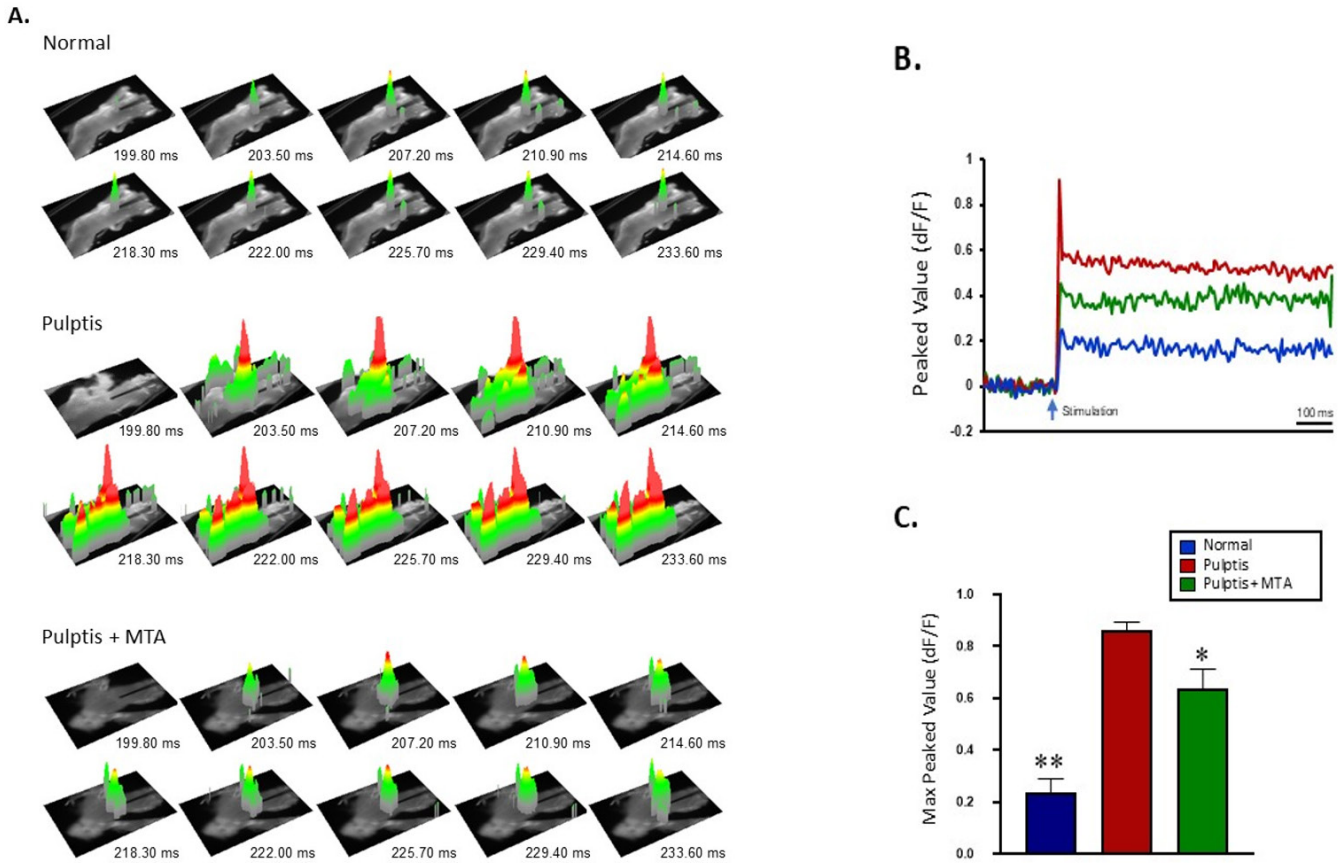 A.
Normal
199.80 ms 203.50 ms 207.20 ms 210.90 ms 214.60 ms
218.30 ms 222.00 ms 225.70 ms 229.40 ms 233.60 ms
Pulptis
199.80 ms 203.50 ms 207.20 ms 210.90 ms 214.60 ms
218.30 ms 222.00 ms 225.70 ms 229.40 ms 233.60 ms
Pulptis + MTA
199.80 ms 203.50 ms 207.20 ms 210.90 ms 214.60 ms
218.30 ms 222.00 ms 225.70 ms 229.40 ms 233.60 ms
B.
Peaked Value (dF/F)
1
0.8
0.6
0.4
0.2
0
-0.2
Stimulation
100 ms
C.
Normal
Pulptis
Pulptis + MTA
Max Peaked Value (dF/F)
1.0
0.8
0.6
0.4
0.2
0.0
**
*